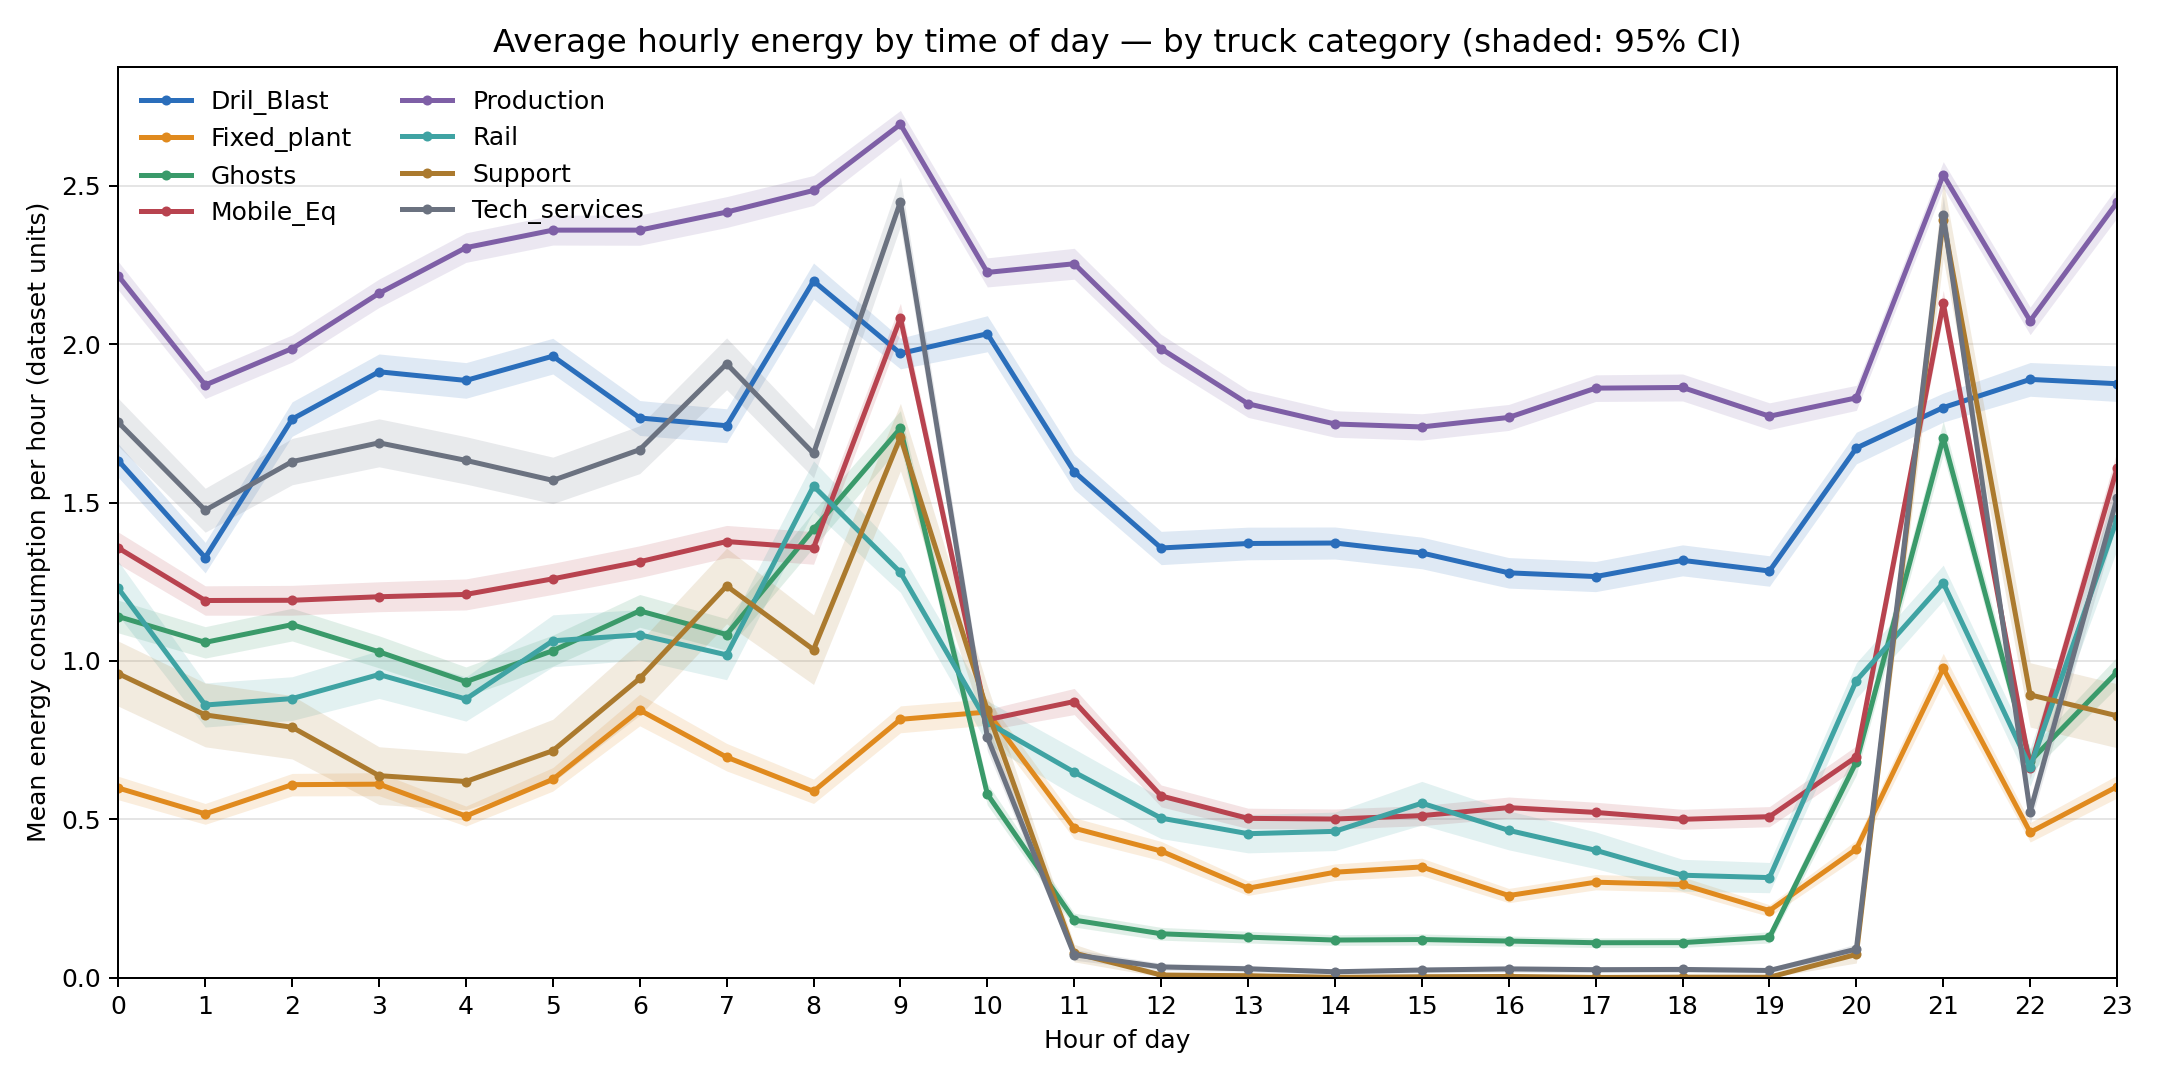 Average hourly energy by time of day — by truck category (shaded: 95% CI)
Dril_Blast
Fixed_plant
Ghosts
Mobile_Eq
Production
Rail
Support
Tech_services
Mean energy consumption per hour (dataset units)
2.5
2.0
1.5
1.0
0.5
0.0
0 1 2 3 4 5 6 7 8 9 10 11 12 13 14 15 16 17 18 19 20 21 22 23
Hour of day